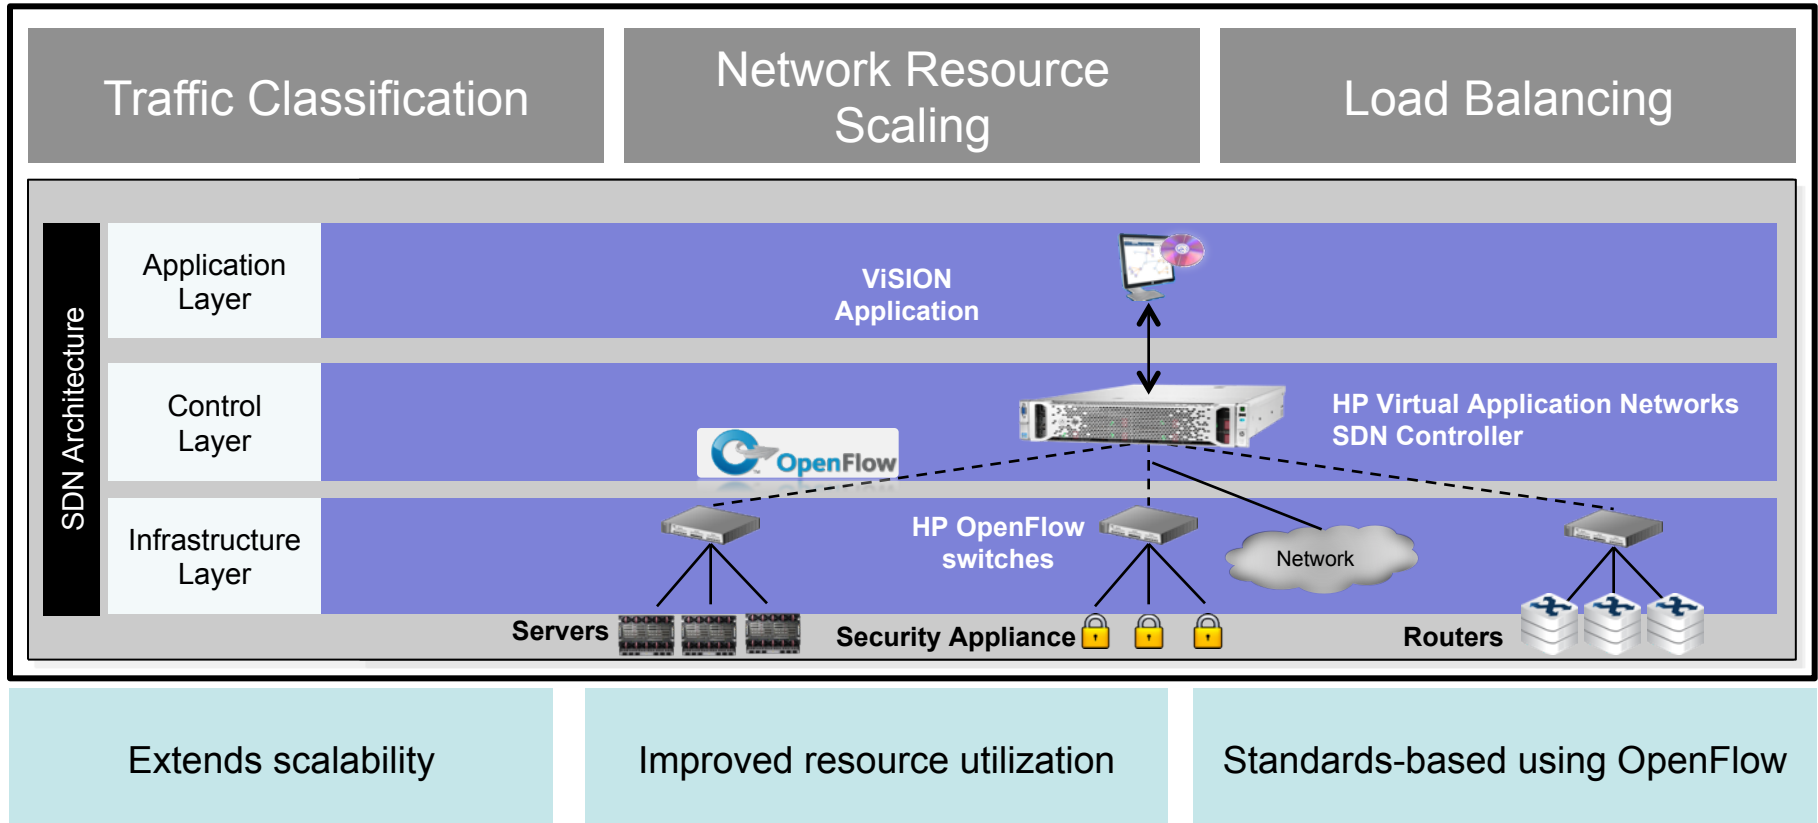 Traffic Classification
Network Resource
Scaling
Load Balancing
SDN Architecture
Application
Layer
ViSION
Application
Control
Layer
HP Virtual Application Networks
SDN Controller
OpenFlow
TM
Infrastructure
Layer
HP OpenFlow
switches
Network
Servers
Security Appliance
Routers
Extends scalability
Improved resource utilization
Standards-based using OpenFlow